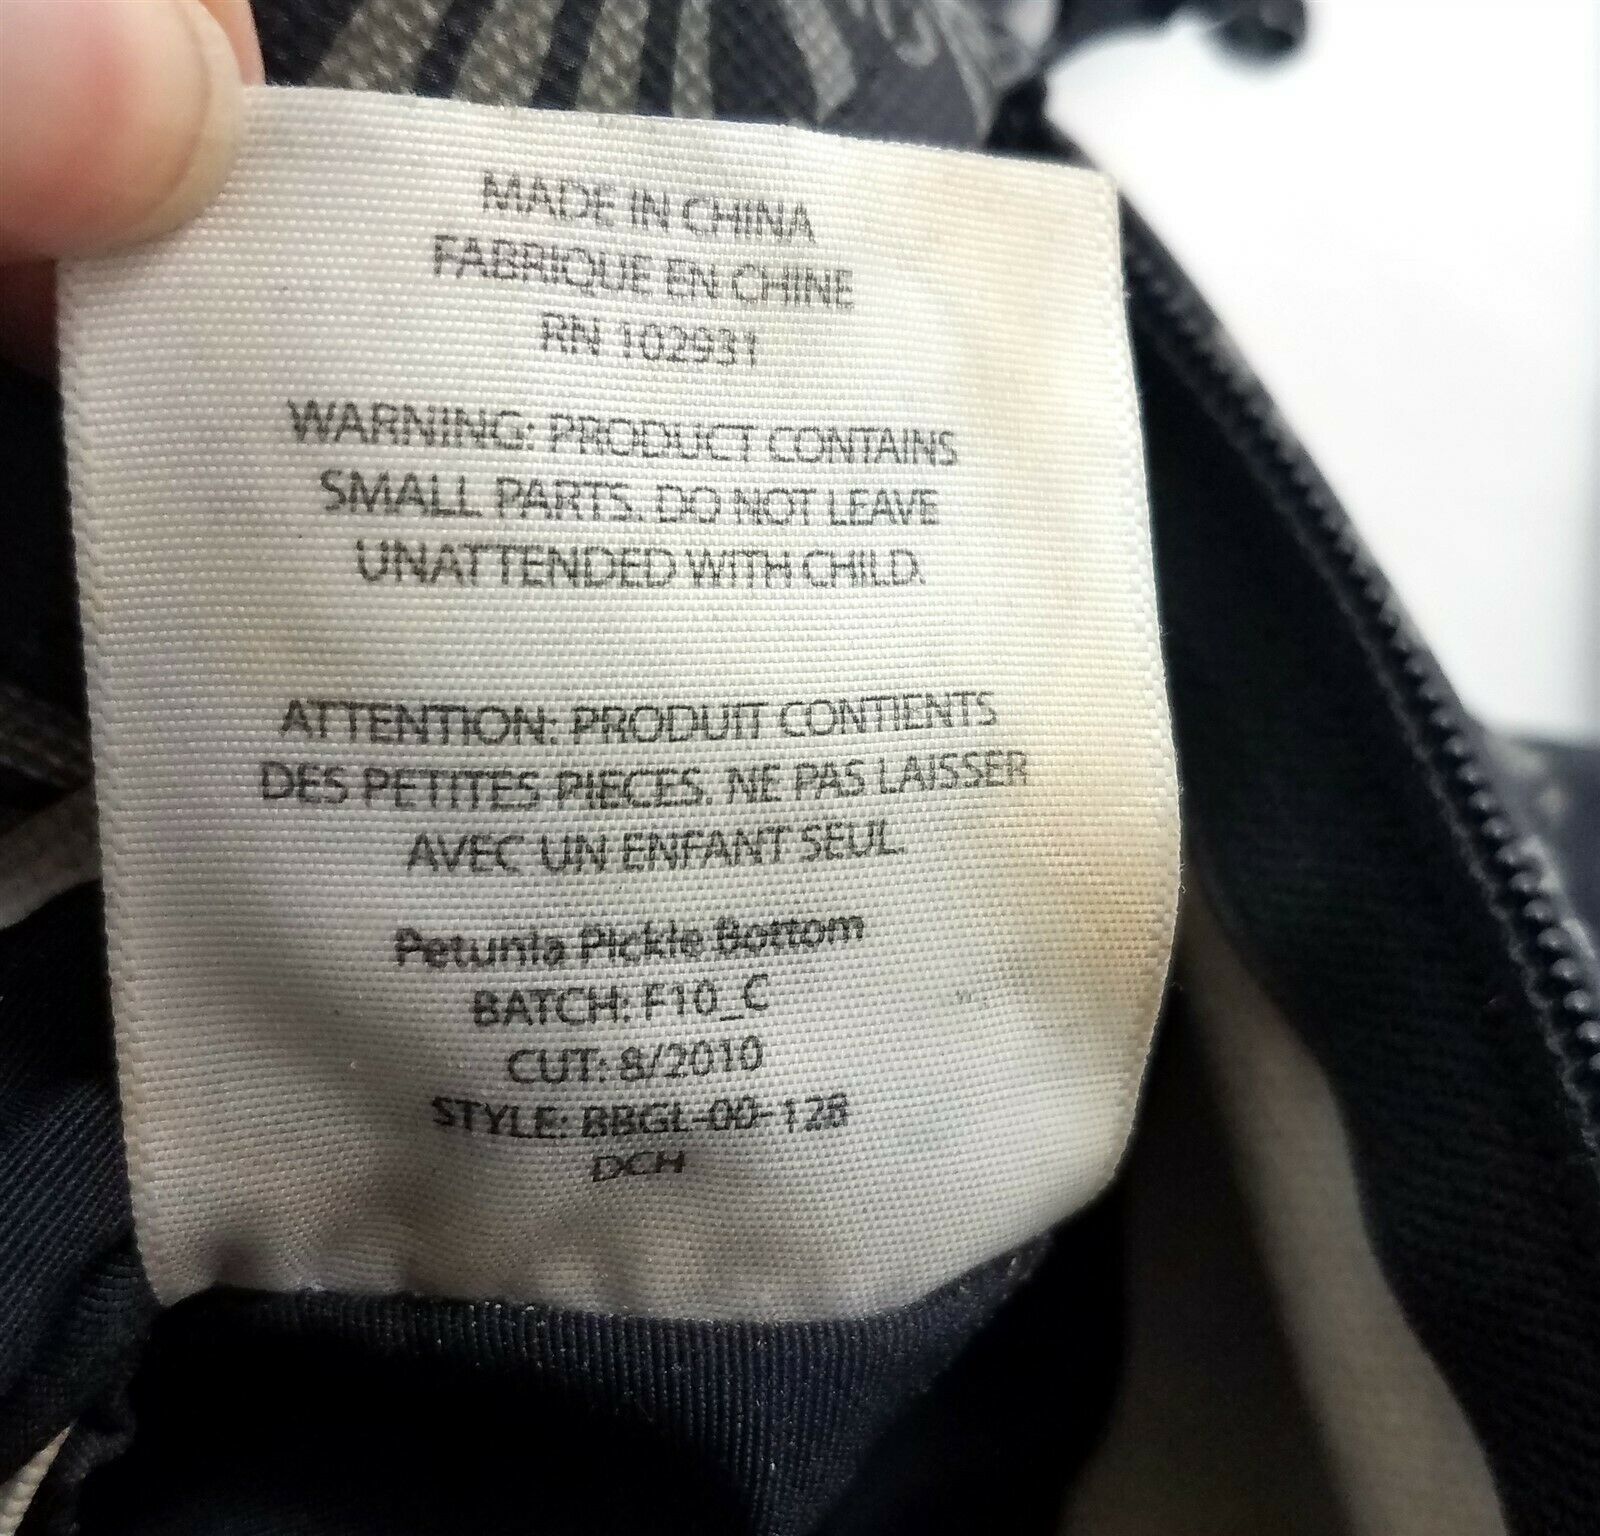 MADE IN CHINA
FABRIQUE EN CHINE
RN 102931
WARNING: PRODUCT CONTAINS
SMALL PARTS. DO NOT LEAVE
UNATTENDED WITH CHILD.
ATTENTION: PRODUIT CONTIENTS
DES PETITES PIECES. NE PAS LAISSER
AVEC UN ENFANT SEUL.
Petunia Pickle Bottom
BATCH: F10_C
CUT: 8/2010
STYLE: BBGL-00-128
DCH